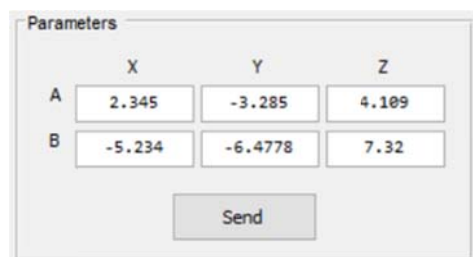 Parameters
X Y Z
A 2.345 -3.285 4.109
B -5.234 -6.4778 7.32
Send